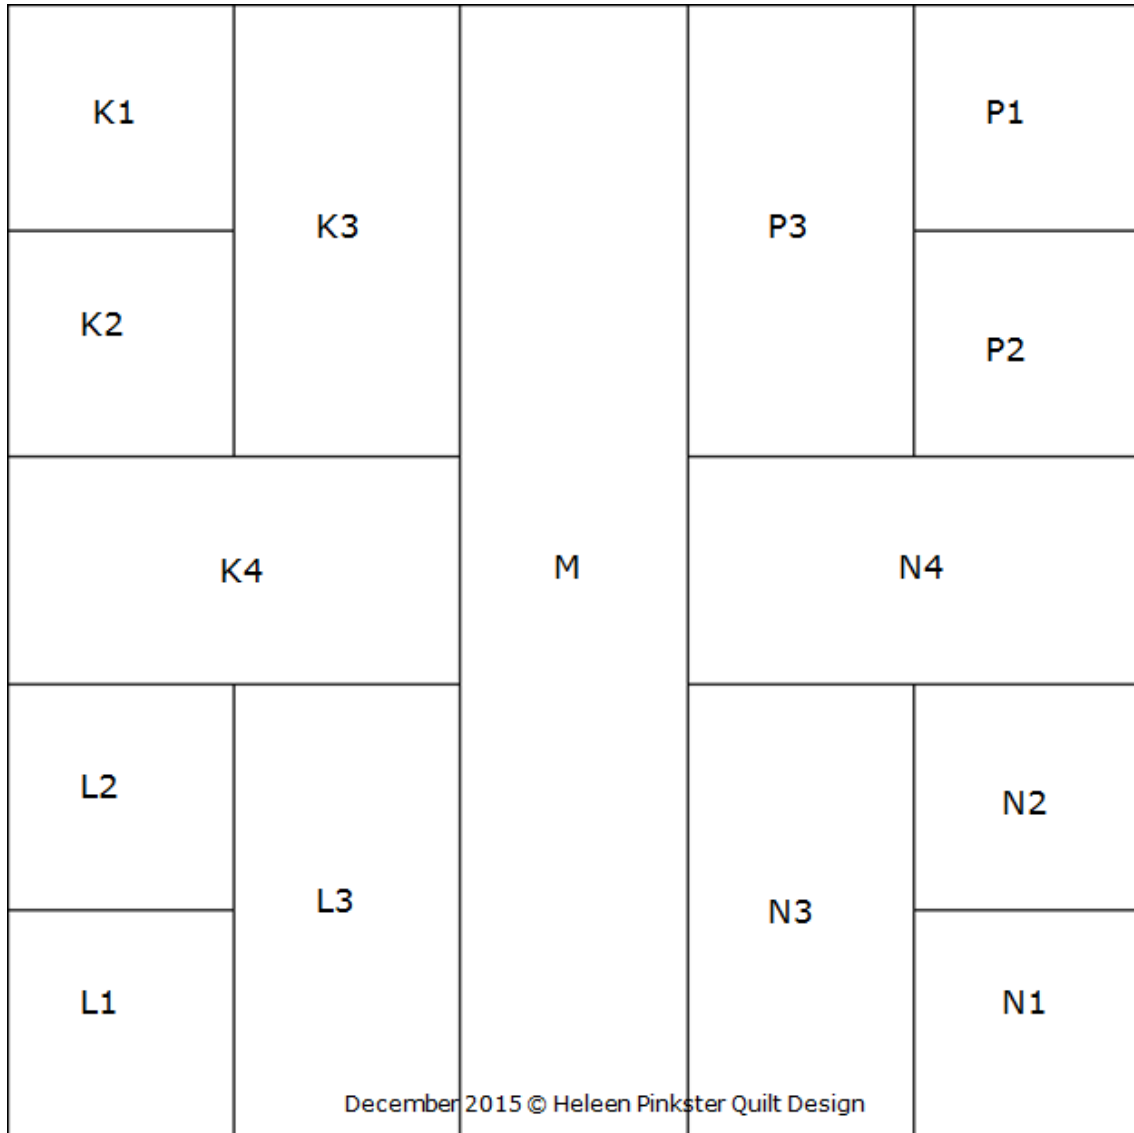 K1
P1
K3
P3
K2
P2
K4
M
N4
L2
N2
L3
N3
L1
N1
December 2015 © Heleen Pinkster Quilt Design